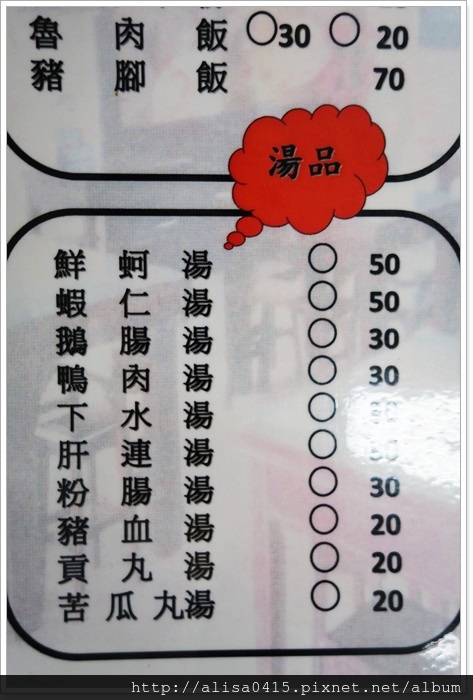 魯肉飯 ○30 ○ 20
豬腳飯 70
湯品
鮮蚵湯 ○ 50
蝦仁湯 ○ 50
鵝腸湯 ○ 30
鴨肉湯 ○ 30
下水湯 ○
肝連湯 ○
粉腸湯 ○ 30
豬血湯 ○ 20
貢丸湯 ○ 20
苦瓜丸湯 ○ 20
http://alisa0415.pixnet.net/album